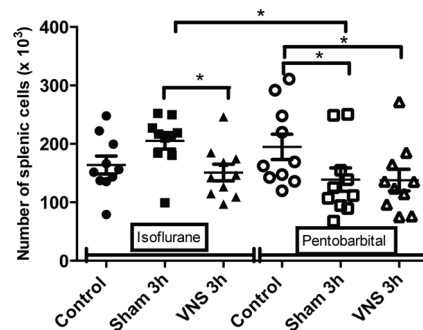 *
*
*
*
Number of splenic cells (x 10³)
400
300
200
100
0
Isoflurane
Pentobarbital
Control
Sham 3h
VNS 3h
Control
Sham 3h
VNS 3h